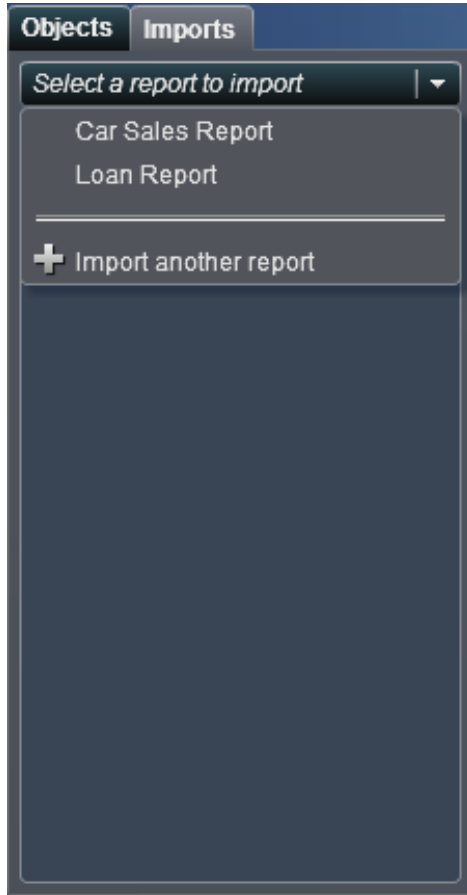 Objects Imports
Select a report to import
Car Sales Report
Loan Report
Import another report